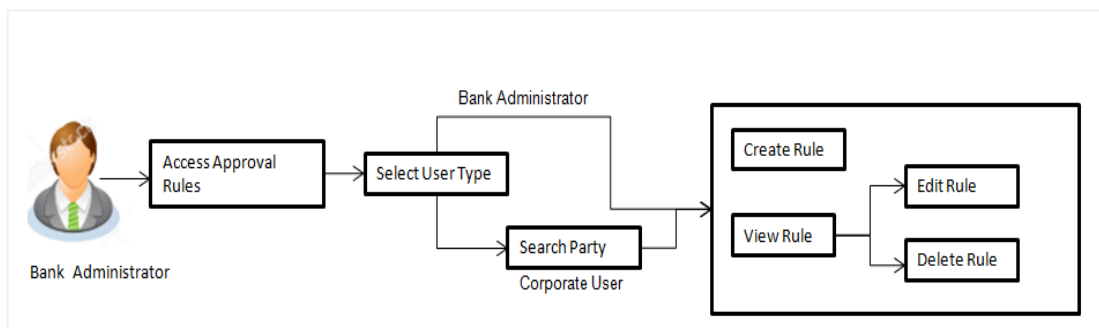 Bank Administrator
Access Approval
Rules
Select User Type
Bank Administrator
Search Party
Corporate User
Create Rule
View Rule
Edit Rule
Delete Rule